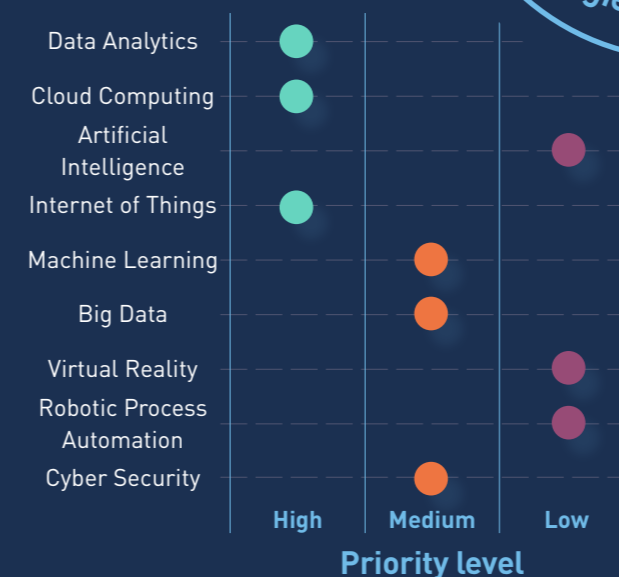 Data Analytics
Cloud Computing
Artificial
Intelligence
Internet of Things
Machine Learning
Big Data
Virtual Reality
Robotic Process
Automation
Cyber Security
High Medium Low
Priority level